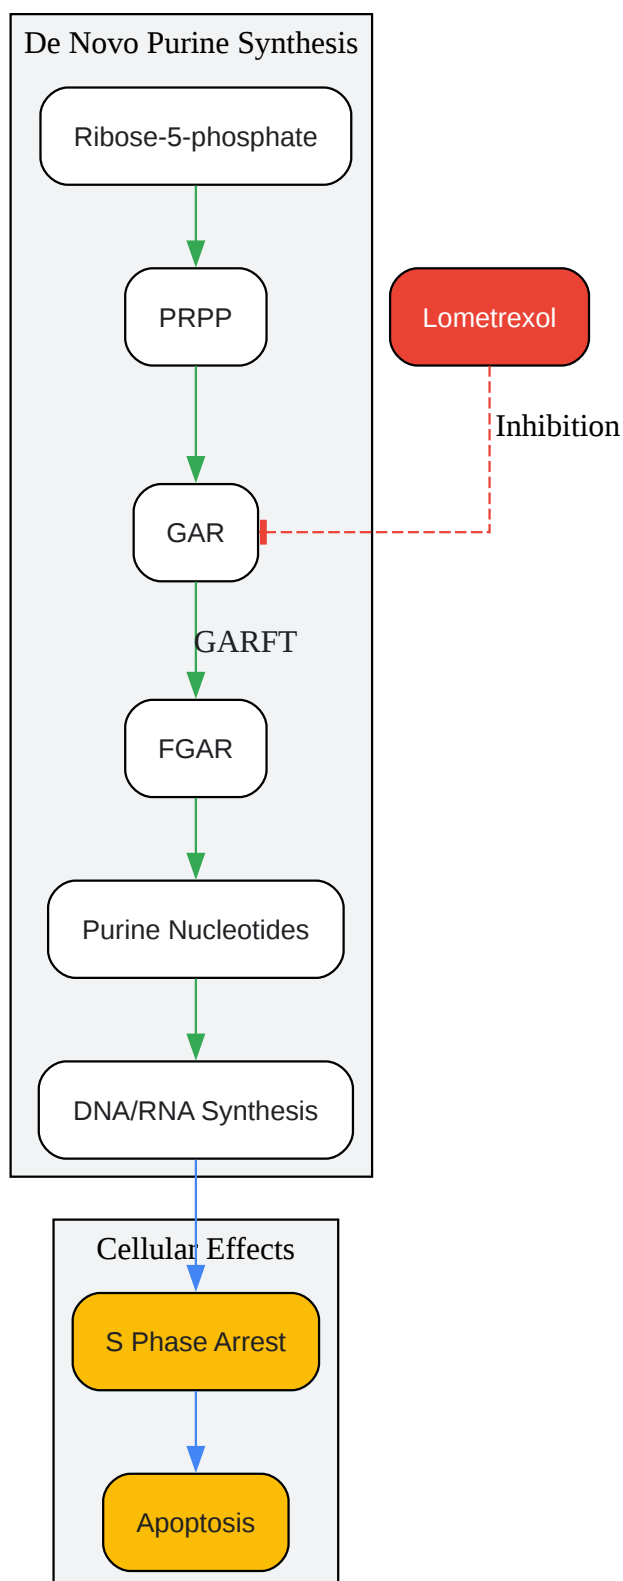 De Novo Purine Synthesis
Ribose-5-phosphate
PRPP
Lometrexol
Inhibition
GAR
GARFT
FGAR
Purine Nucleotides
DNA/RNA Synthesis
Cellular Effects
S Phase Arrest
Apoptosis